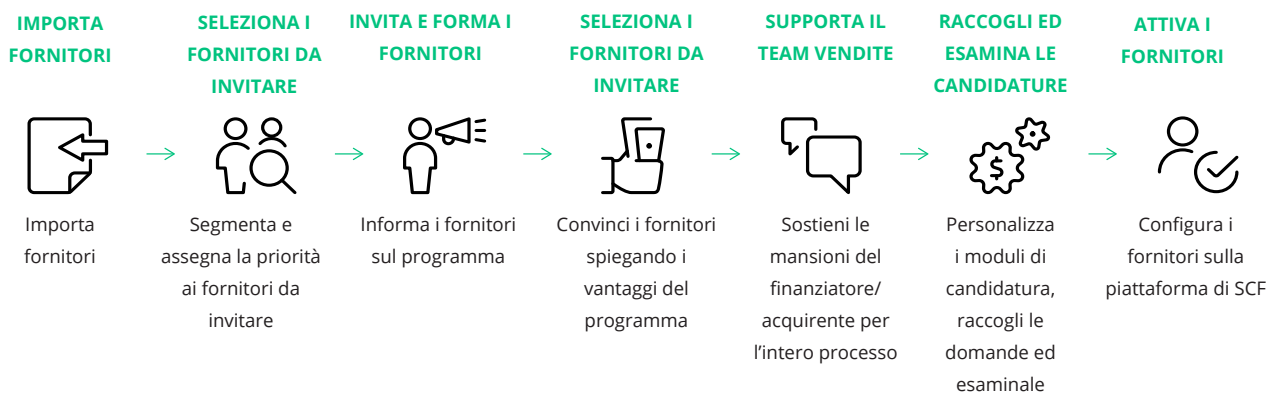 IMPORTA
FORNITORI
Importa
fornitori
SELEZIONA I
FORNITORI DA
INVITARE
Segmenta e
assegna la priorità
ai fornitori da
invitare
INVITA E FORMA I
FORNITORI
Informa i fornitori
sul programma
SELEZIONA I
FORNITORI DA
INVITARE
Convinci i fornitori
spiegando i
vantaggi del
programma
SUPPORTA IL
TEAM VENDITE
Sostieni le
mansioni del
finanziatore/
acquirente per
l’intero processo
RACCOGLI ED
ESAMINA LE
CANDIDATURE
$
Personalizza
i moduli di
candidatura,
raccogli le
domande ed
esaminale
ATTIVA I
FORNITORI
Configura i
fornitori sulla
piattaforma di SCF